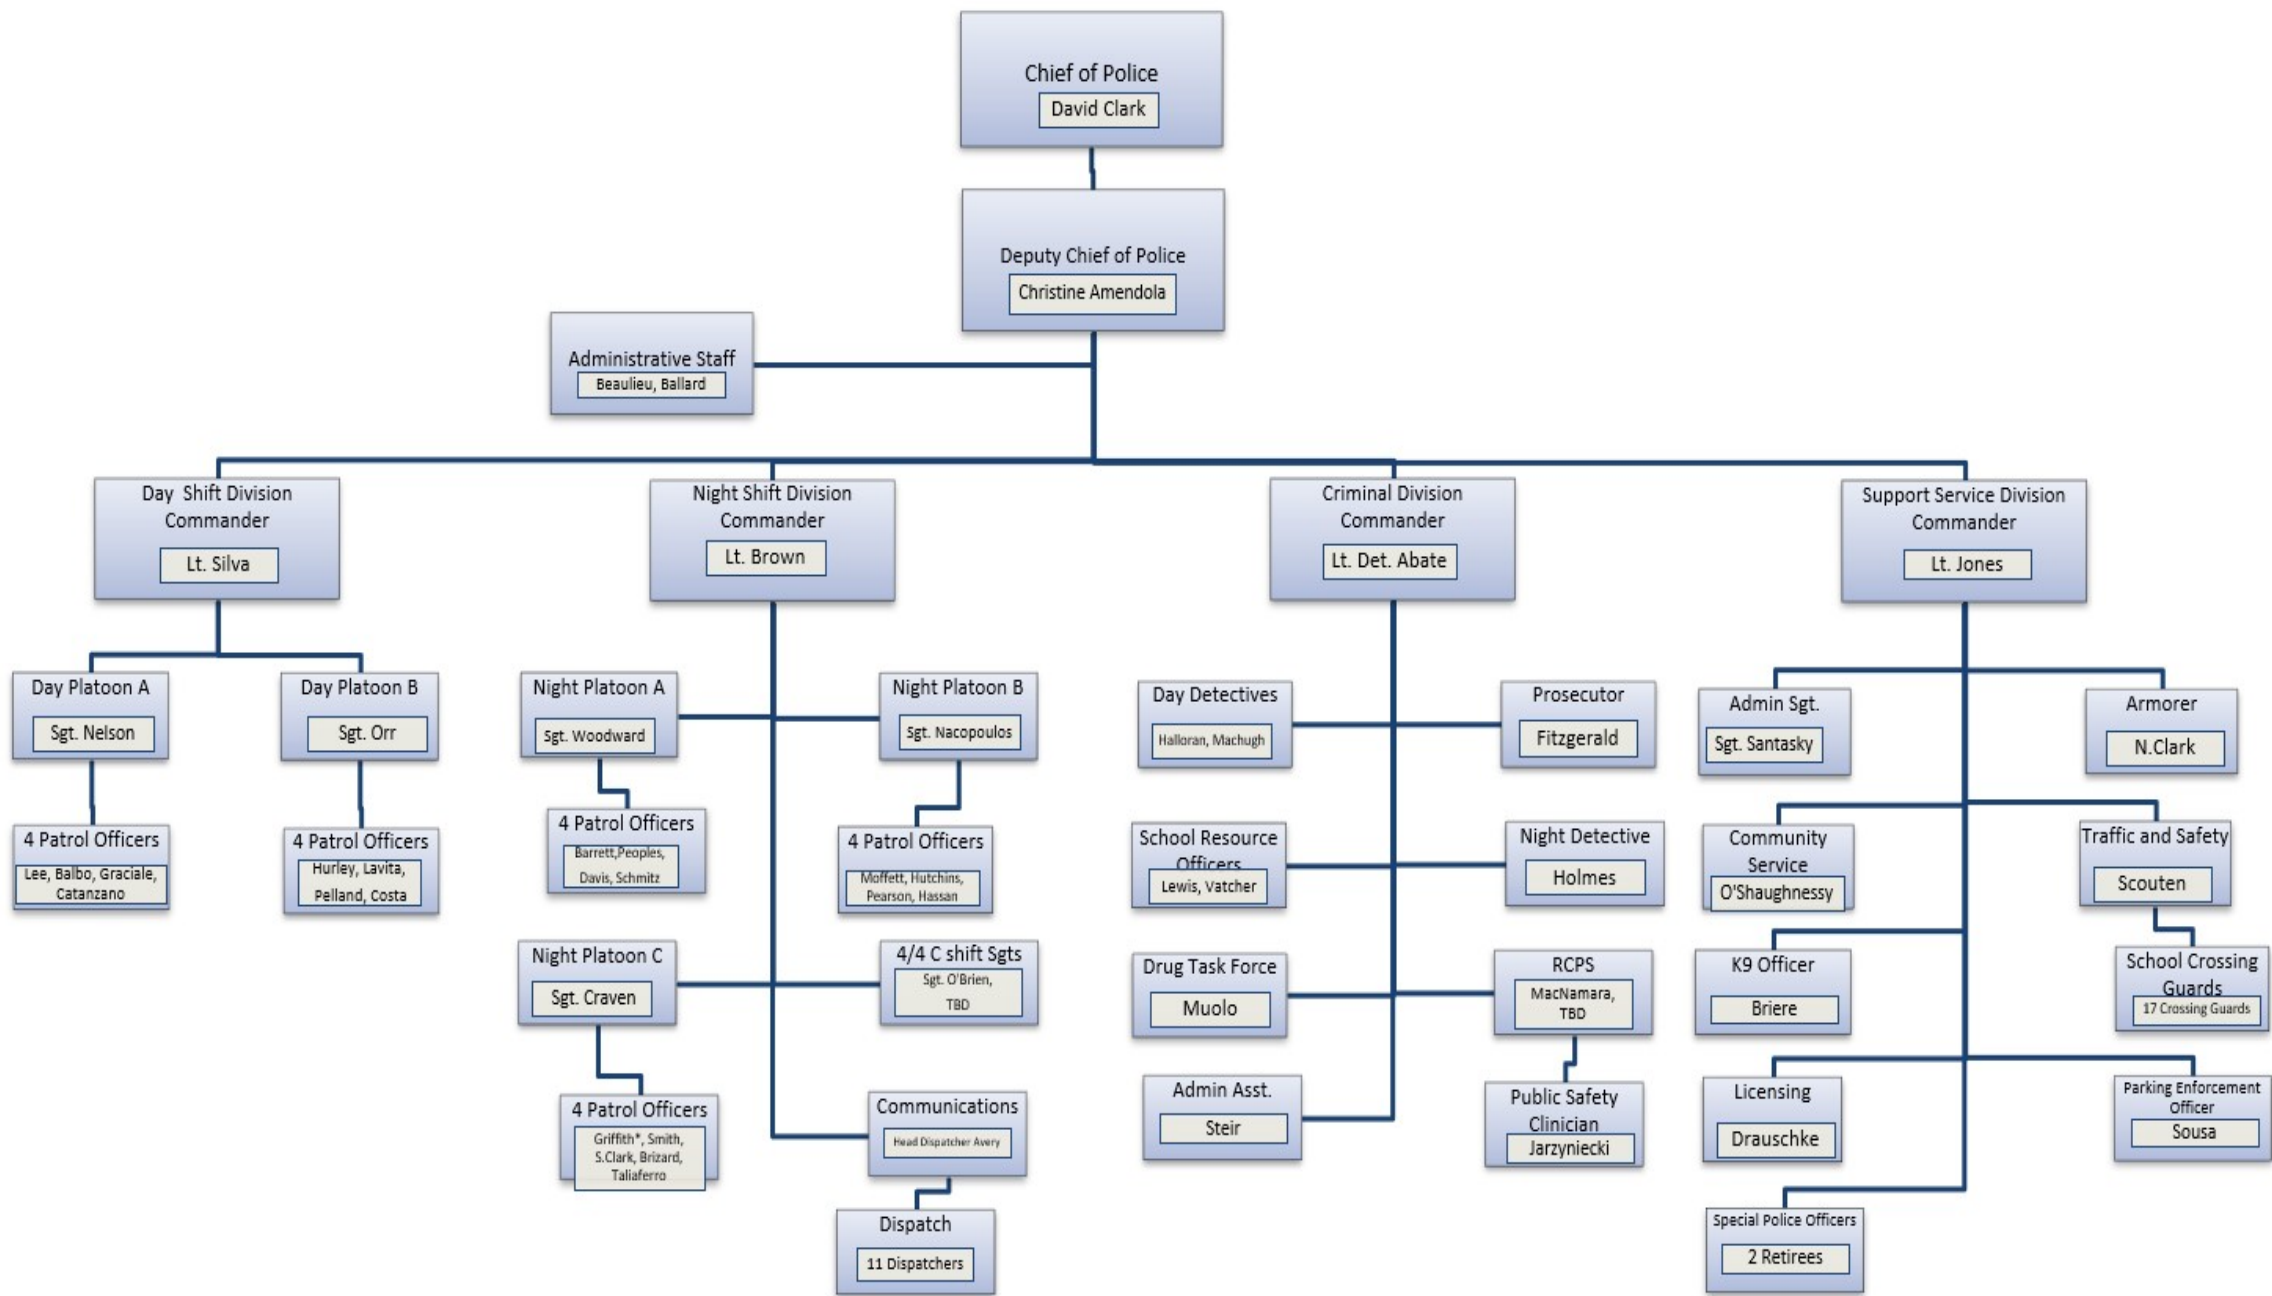 Chief of Police
David Clark
Deputy Chief of Police
Christine Amendola
Administrative Staff
Beaulieu, Ballard
Day Shift Division
Commander
Lt. Silva
Night Shift Division
Commander
Lt. Brown
Criminal Division
Commander
Lt. Det. Abate
Support Service Division
Commander
Lt. Jones
Day Platoon A
Sgt. Nelson
Day Platoon B
Sgt. Orr
4 Patrol Officers
Lee, Balbo, Graciale,
Catanzano
4 Patrol Officers
Hurley, Lavita,
Pelland, Costa
Night Platoon A
Sgt. Woodward
Night Platoon B
Sgt. Nacopoulos
4 Patrol Officers
Barrett,Peoples,
Davis, Schmitz
4 Patrol Officers
Moffett, Hutchins,
Pearson, Hassan
Night Platoon C
Sgt. Craven
4/4 C shift Sgts
Sgt. O'Brien,
TBD
4 Patrol Officers
Griffith*, Smith,
S.Clark, Brizard,
Taliaferro
Communications
Head Dispatcher Avery
Dispatch
11 Dispatchers
Day Detectives
Halloran, Machugh
Prosecutor
Fitzgerald
School Resource
Officers
Lewis, Vatcher
Night Detective
Holmes
Drug Task Force
Muolo
RCPS
MacNamara,
TBD
Admin Asst.
Steir
Public Safety
Clinician
Jarzyniecki
Admin Sgt.
Sgt. Santasky
Armorer
N.Clark
Community
Service
O'Shaughnessy
Traffic and Safety
Scouten
K9 Officer
Briere
School Crossing
Guards
17 Crossing Guards
Licensing
Drauschke
Parking Enforcement
Officer
Sousa
Special Police Officers
2 Retirees